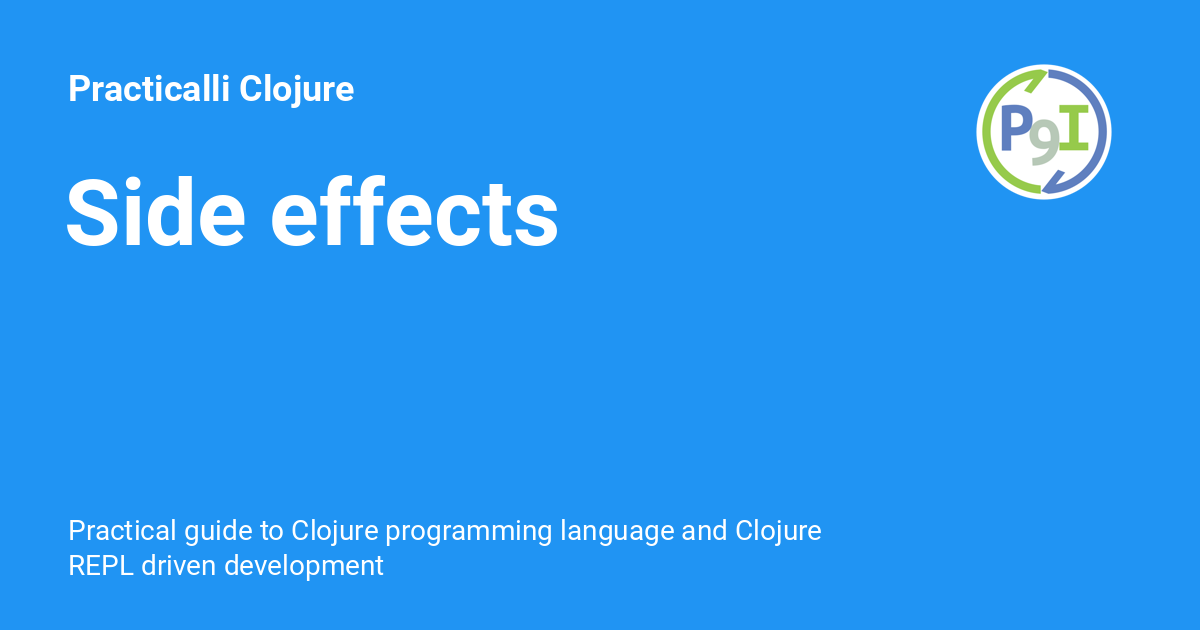 Practicalli Clojure
P9I
Side effects
Practical guide to Clojure programming language and Clojure
REPL driven development